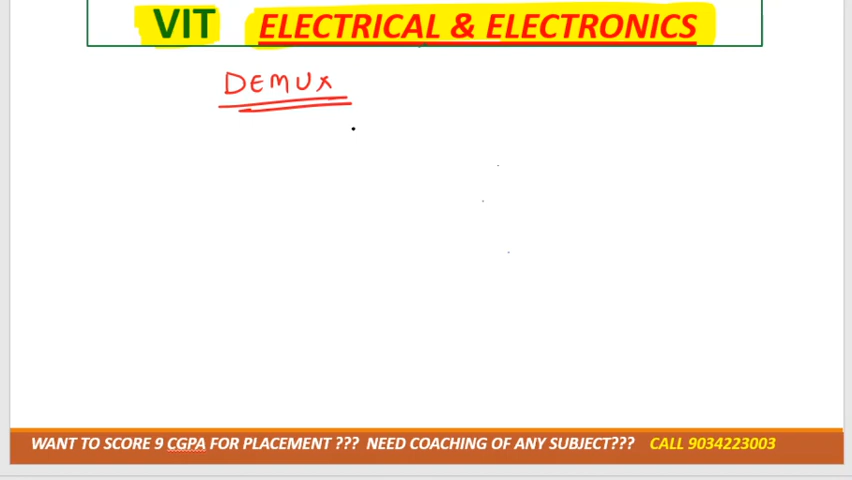 VIT ELECTRICAL & ELECTRONICS
DEMUX
WANT TO SCORE 9 CGPA FOR PLACEMENT ??? NEED COACHING OF ANY SUBJECT??? CALL 9034223003